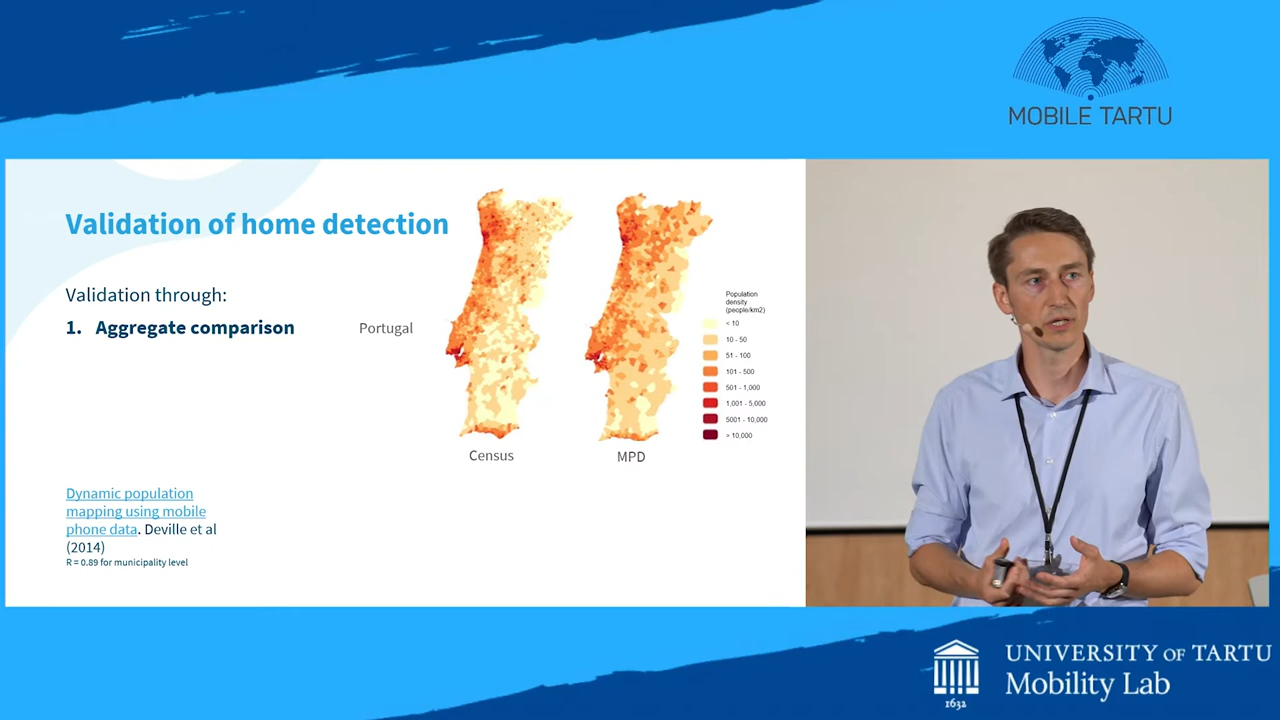 MOBILE TARTU
Validation of home detection
Validation through:
1. Aggregate comparison
Portugal
Population
density
(people/km2)
< 10
10 - 50
51 - 100
101 - 500
501 - 1,000
1,001 - 5,000
5001 - 10,000
> 10,000
Census
MPD
Dynamic population
mapping using mobile
phone data. Deville et al
(2014)
R = 0.89 for municipality level
UNIVERSITY OF TARTU
Mobility Lab
1632